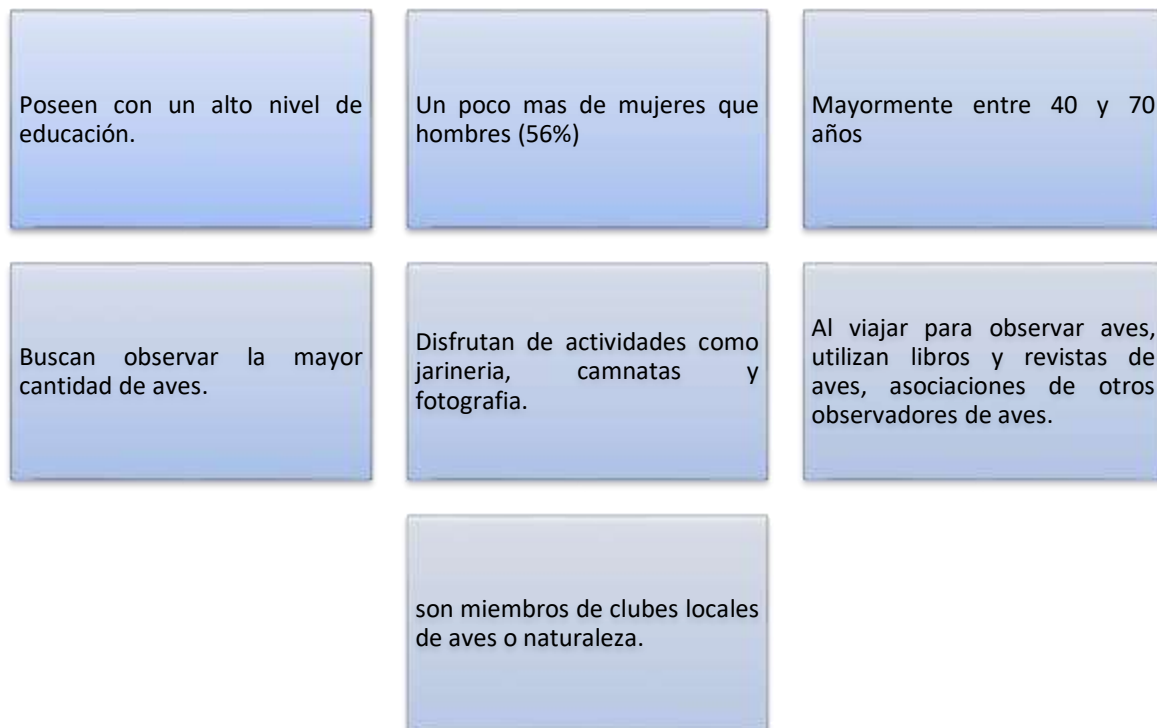 Poseen con un alto nivel de
educación.
Un poco mas de mujeres que
hombres (56%)
Mayormente entre 40 y 70
años
Buscan observar la mayor
cantidad de aves.
Disfrutan de actividades como
jarineria, camnatas y
fotografia.
Al viajar para observar aves,
utilizan libros y revistas de
aves, asociaciones de otros
observadores de aves.
son miembros de clubes locales
de aves o naturaleza.